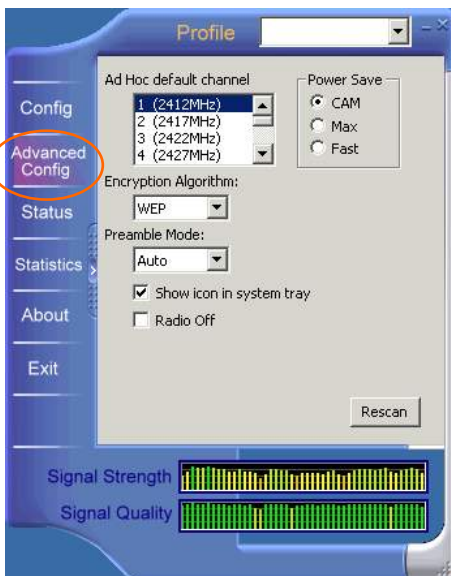 Profile
Config
Advanced
Config
Status
Statistics
About
Exit
Ad Hoc default channel
1 (2412MHz)
2 (2417MHz)
3 (2422MHz)
4 (2427MHz)
Power Save
CAM
Max
Fast
Encryption Algorithm:
WEP
Preamble Mode:
Auto
Show icon in system tray
Radio Off
Rescan
Signal Strength
Signal Quality